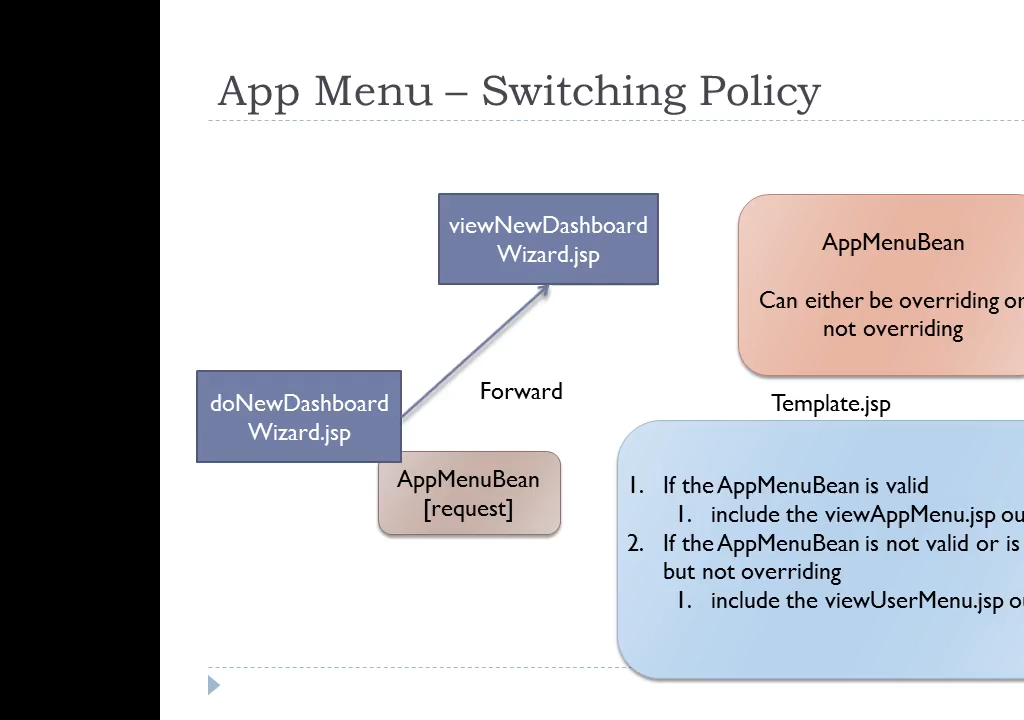 App Menu – Switching Policy
viewNewDashboard
Wizard.jsp
AppMenuBean
Can either be overriding or
not overriding
doNewDashboard
Wizard.jsp
Forward
AppMenuBean
[request]
Template.jsp
1. If the AppMenuBean is valid
1. include the viewAppMenu.jsp
2. If the AppMenuBean is not valid or is
but not overriding
1. include the viewUserMenu.jsp